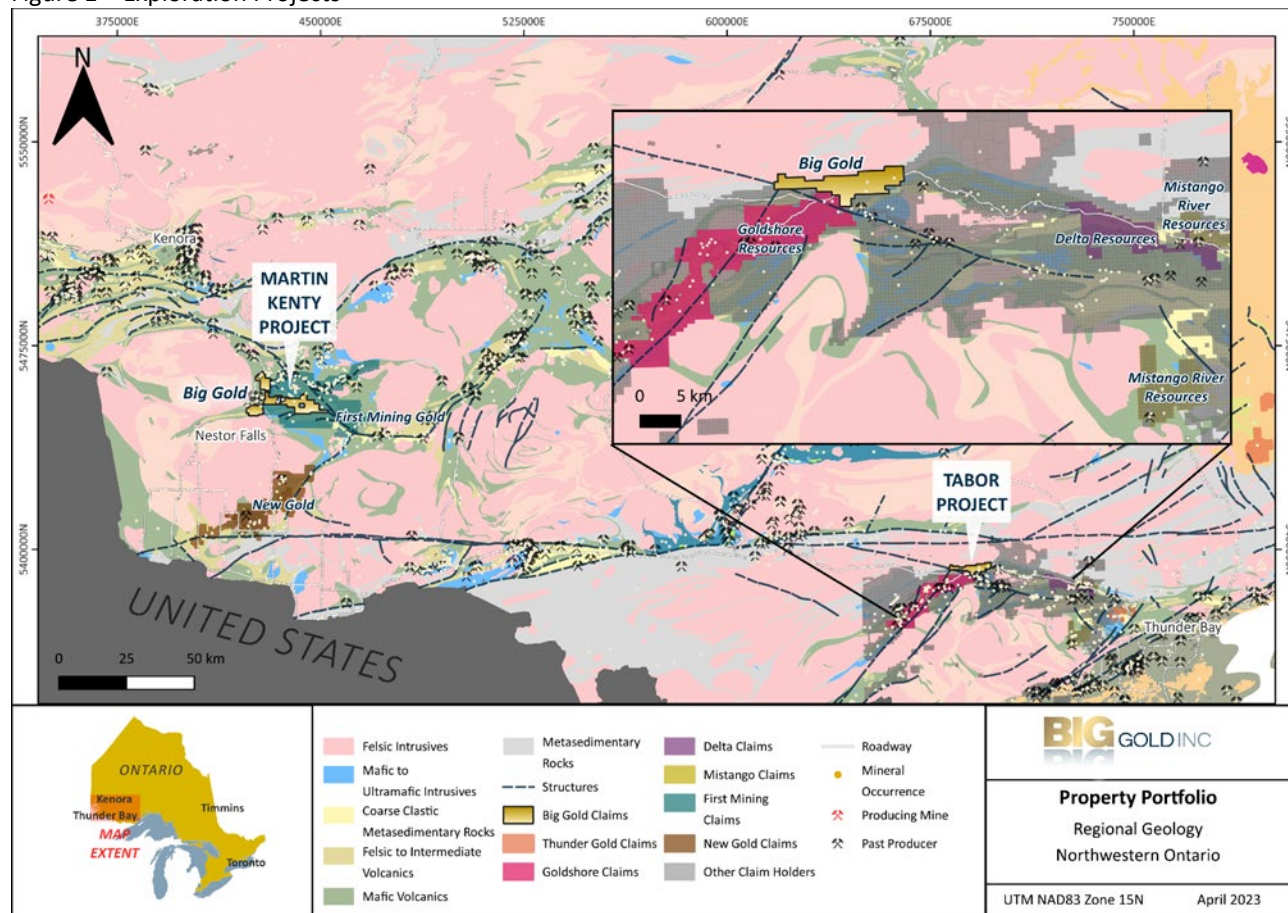 Figure 2 – Exploration Projects
375000E
450000E
525000E
600000E
675000E
750000E
N
5550000N
5475000N
5400000N
Kenora
MARTIN
KENTY
PROJECT
Big Gold
First Mining Gold
Nestor Falls
New Gold
Big Gold
Goldshore
Resources
Delta Resources
Mistango
River
Resources
Mistango River
Resources
0 5 km
TABOR
PROJECT
Thunder Bay
UNITED STATES
0 25 50 km
ONTARIO
Kenora
Thunder Bay
Timmins
MAP
EXTENT
Toronto
Felsic Intrusives
Mafic to
Ultramafic Intrusives
Coarse Clastic
Metasedimentary Rocks
Felsic to Intermediate
Volcanics
Mafic Volcanics
Metasedimentary
Rocks
Structures
Big Gold Claims
Thunder Gold Claims
Goldshore Claims
Delta Claims
Mistango Claims
First Mining
Claims
New Gold Claims
Other Claim Holders
Roadway
Mineral
Occurrence
Producing Mine
Past Producer
BIG GOLD INC
Property Portfolio
Regional Geology
Northwestern Ontario
UTM NAD83 Zone 15N April 2023